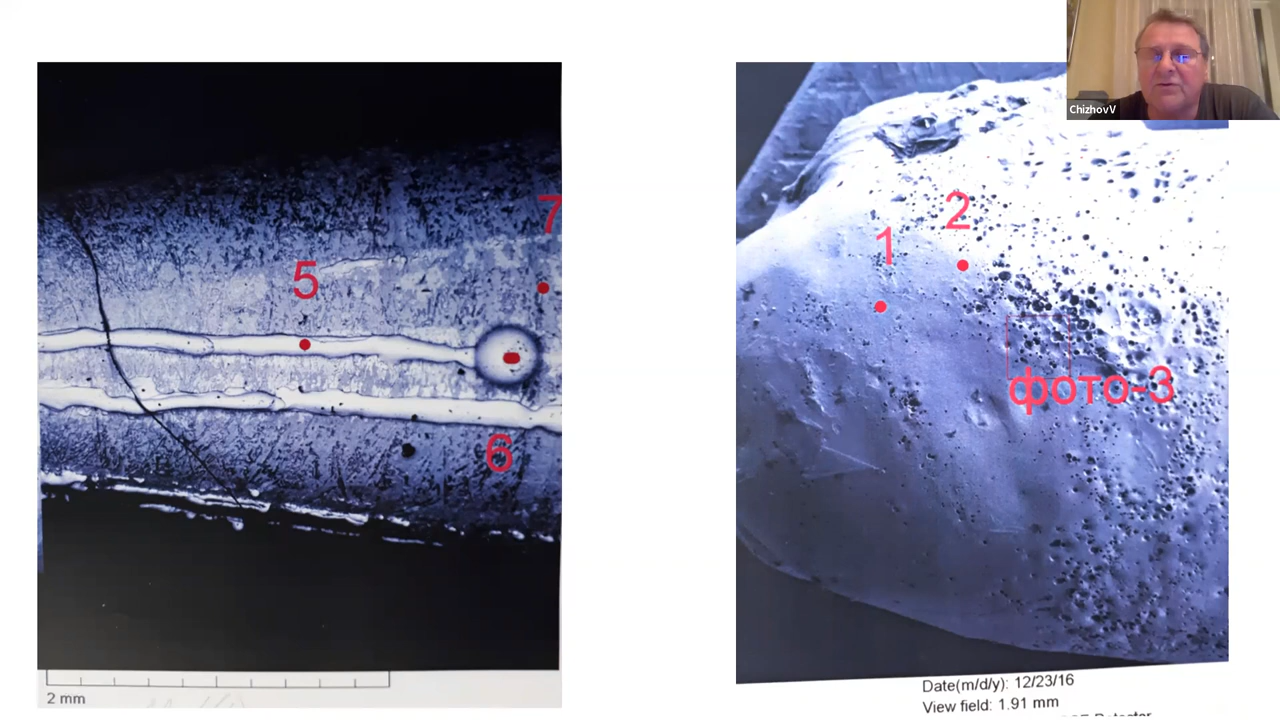 ChizhovV
7
5
6
2 mm
2
1
фото-3
Date(m/d/y): 12/23/16
View field: 1.91 mm